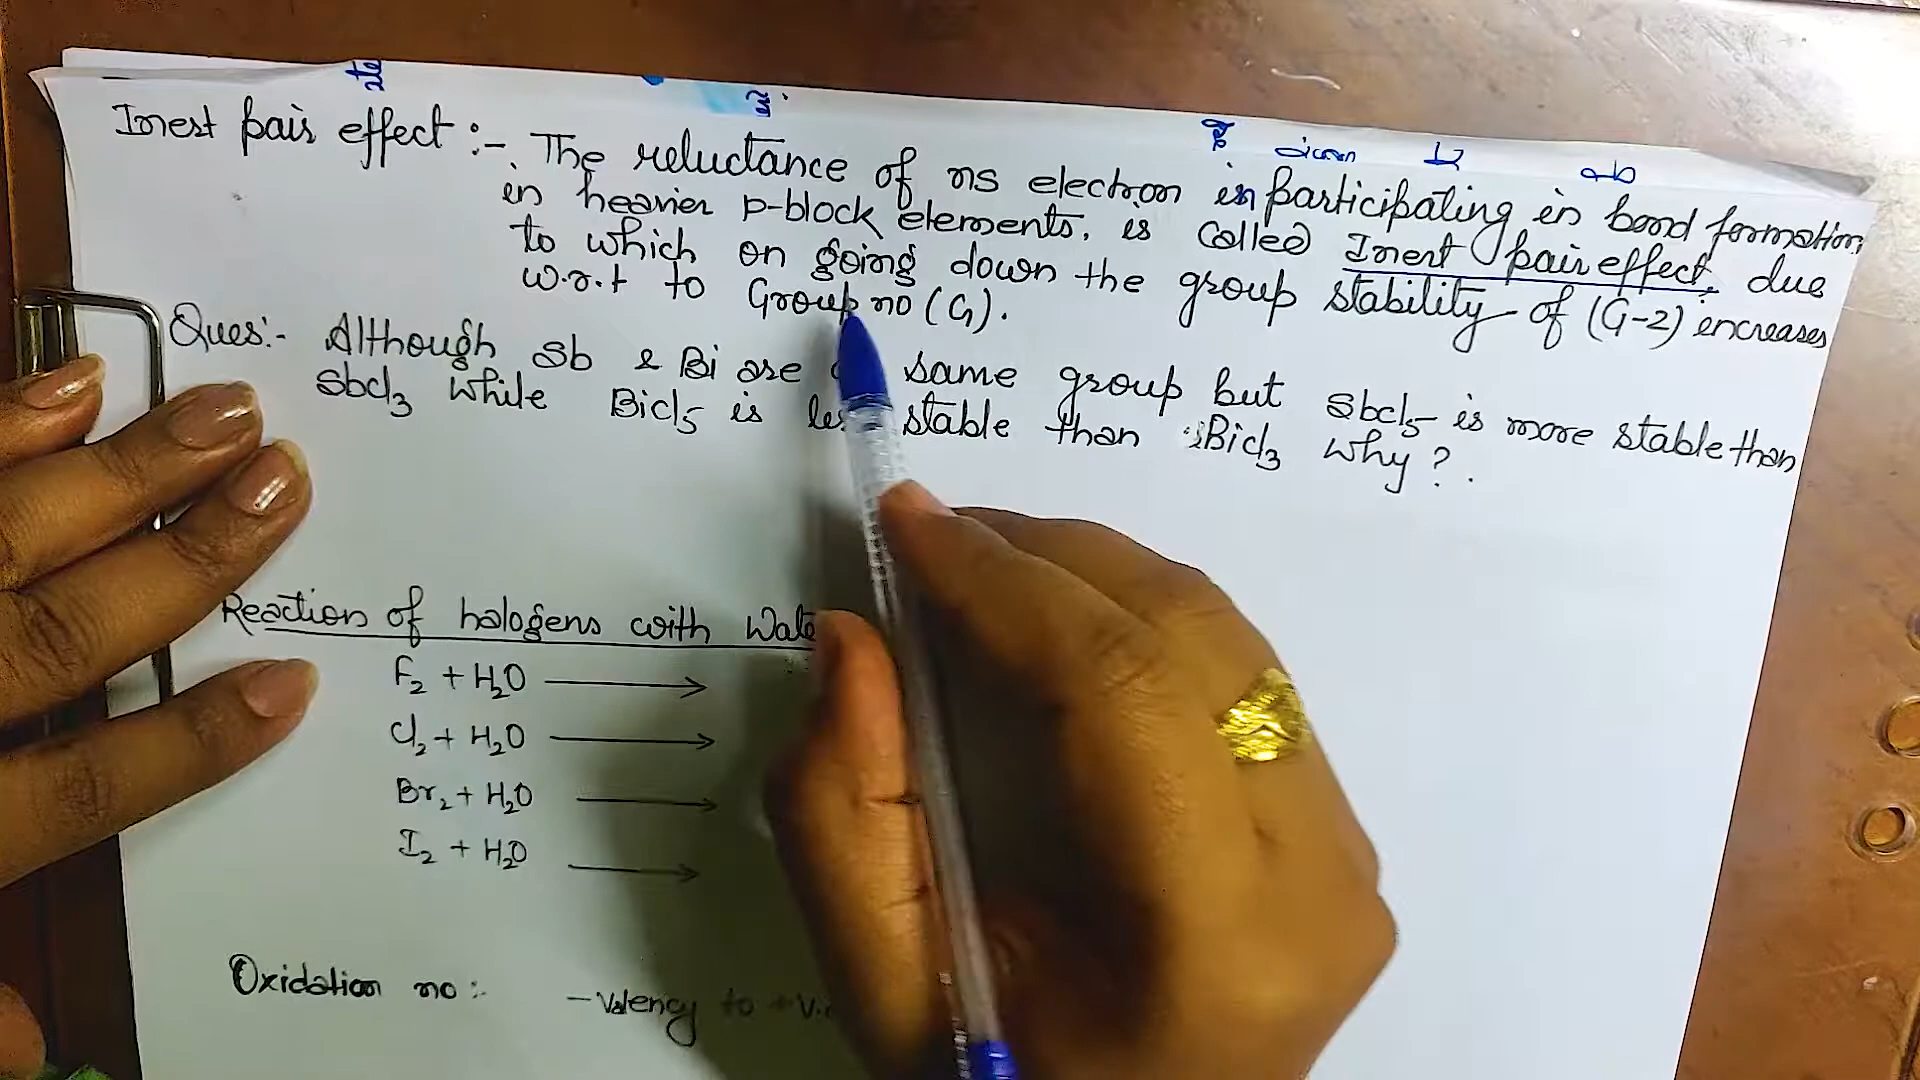 Inert pair effect :- The reluctance of ns electron in participating in bond formation
in heavier p-block elements. is called Inert pair effect, due
to which on going down the group stability of (G-2) increases
w.r.t to Group no (G).
Ques:- Although Sb & Bi are same group but Sbcl5 is more stable than
Sbcl3 while Bicl5 is stable than Bicl3 why?
Reaction of halogens with
F2 + H2O →
Cl2 + H2O →
Br2 + H2O →
I2 + H2O →
Oxidation no :- - Valency to